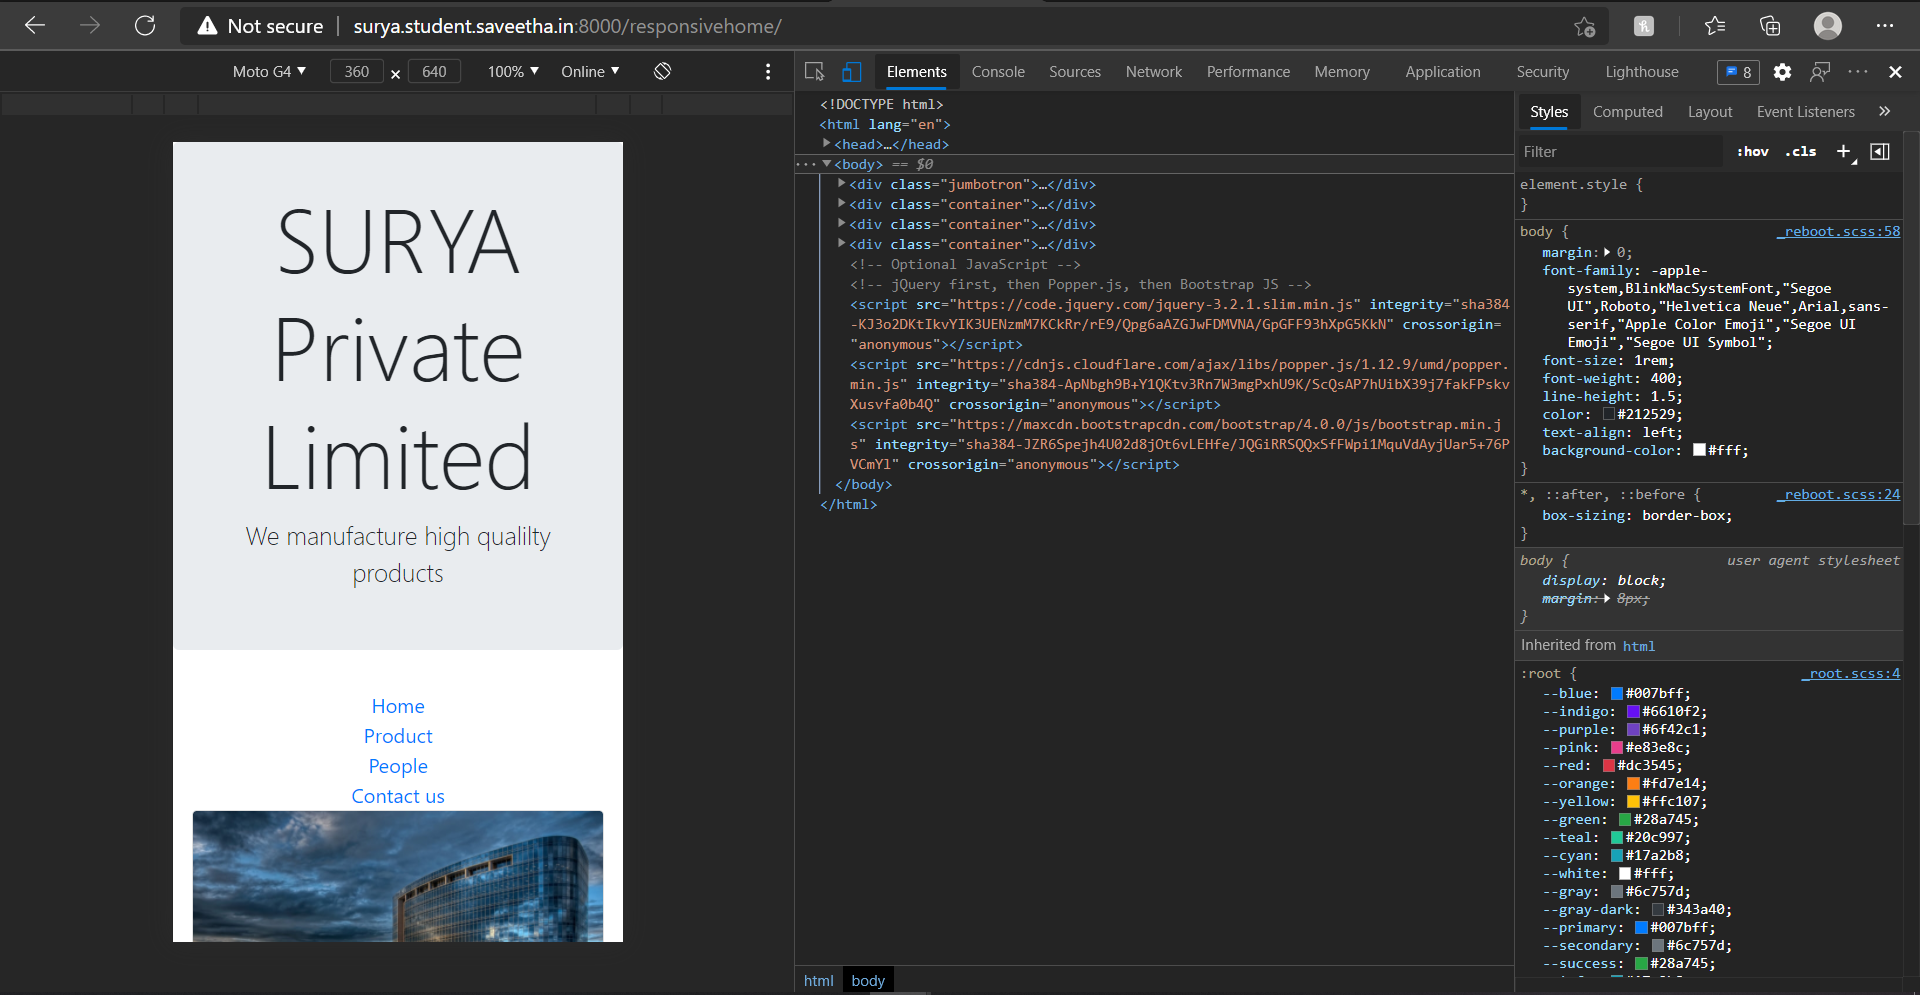 Not secure | surya.student.saveetha.in:8000/responsivehome/
Moto G4 ▼ 360 x 640 100% ▼ Online ▼
SURYA
Private
Limited
We manufacture high qualilty
products
Home
Product
People
Contact us
Elements Console Sources Network Performance Memory Application Security Lighthouse 8
<!DOCTYPE html>
<html lang="en">
<head>…</head>
<body> == $0
<div class="jumbotron">…</div>
<div class="container">…</div>
<div class="container">…</div>
<div class="container">…</div>
<!-- Optional JavaScript -->
<!-- jQuery first, then Popper.js, then Bootstrap JS -->
<script src="https://code.jquery.com/jquery-3.2.1.slim.min.js" integrity="sha384
-KJ3o2DKtIkvYIK3UENzmM7KCkRr/rE9/Qpg6aAZGJwFDMVNA/GpGFF93hXpG5KkN" crossorigin=
"anonymous"></script>
<script src="https://cdnjs.cloudflare.com/ajax/libs/popper.js/1.12.9/umd/popper.
min.js" integrity="sha384-ApNbgh9B+Y1QKtv3Rn7W3mgPxhU9K/ScQsAP7hUibX39j7fakFPskv
Xusvfa0b4Q" crossorigin="anonymous"></script>
<script src="https://maxcdn.bootstrapcdn.com/bootstrap/4.0.0/js/bootstrap.min.j
s" integrity="sha384-JZR6Spejh4U02d8jOt6vLEHfe/JQGiRRSQQxSfFWpi1MquVdAyjUar5+76P
VCmYl" crossorigin="anonymous"></script>
</body>
</html>
html body
Styles Computed Layout Event Listeners »
Filter :hov .cls +
element.style {
}
body { _reboot.scss:58
margin: 0;
font-family: -apple-
system,BlinkMacSystemFont,"Segoe
UI",Roboto,"Helvetica Neue",Arial,sans-
serif,"Apple Color Emoji","Segoe UI
Emoji","Segoe UI Symbol";
font-size: 1rem;
font-weight: 400;
line-height: 1.5;
color: #212529;
text-align: left;
background-color: #fff;
}
*, ::after, ::before { _reboot.scss:24
box-sizing: border-box;
}
body { user agent stylesheet
display: block;
margin: 8px;
}
Inherited from html
:root { _root.scss:4
--blue: #007bff;
--indigo: #6610f2;
--purple: #6f42c1;
--pink: #e83e8c;
--red: #dc3545;
--orange: #fd7e14;
--yellow: #ffc107;
--green: #28a745;
--teal: #20c997;
--cyan: #17a2b8;
--white: #fff;
--gray: #6c757d;
--gray-dark: #343a40;
--primary: #007bff;
--secondary: #6c757d;
--success: #28a745;